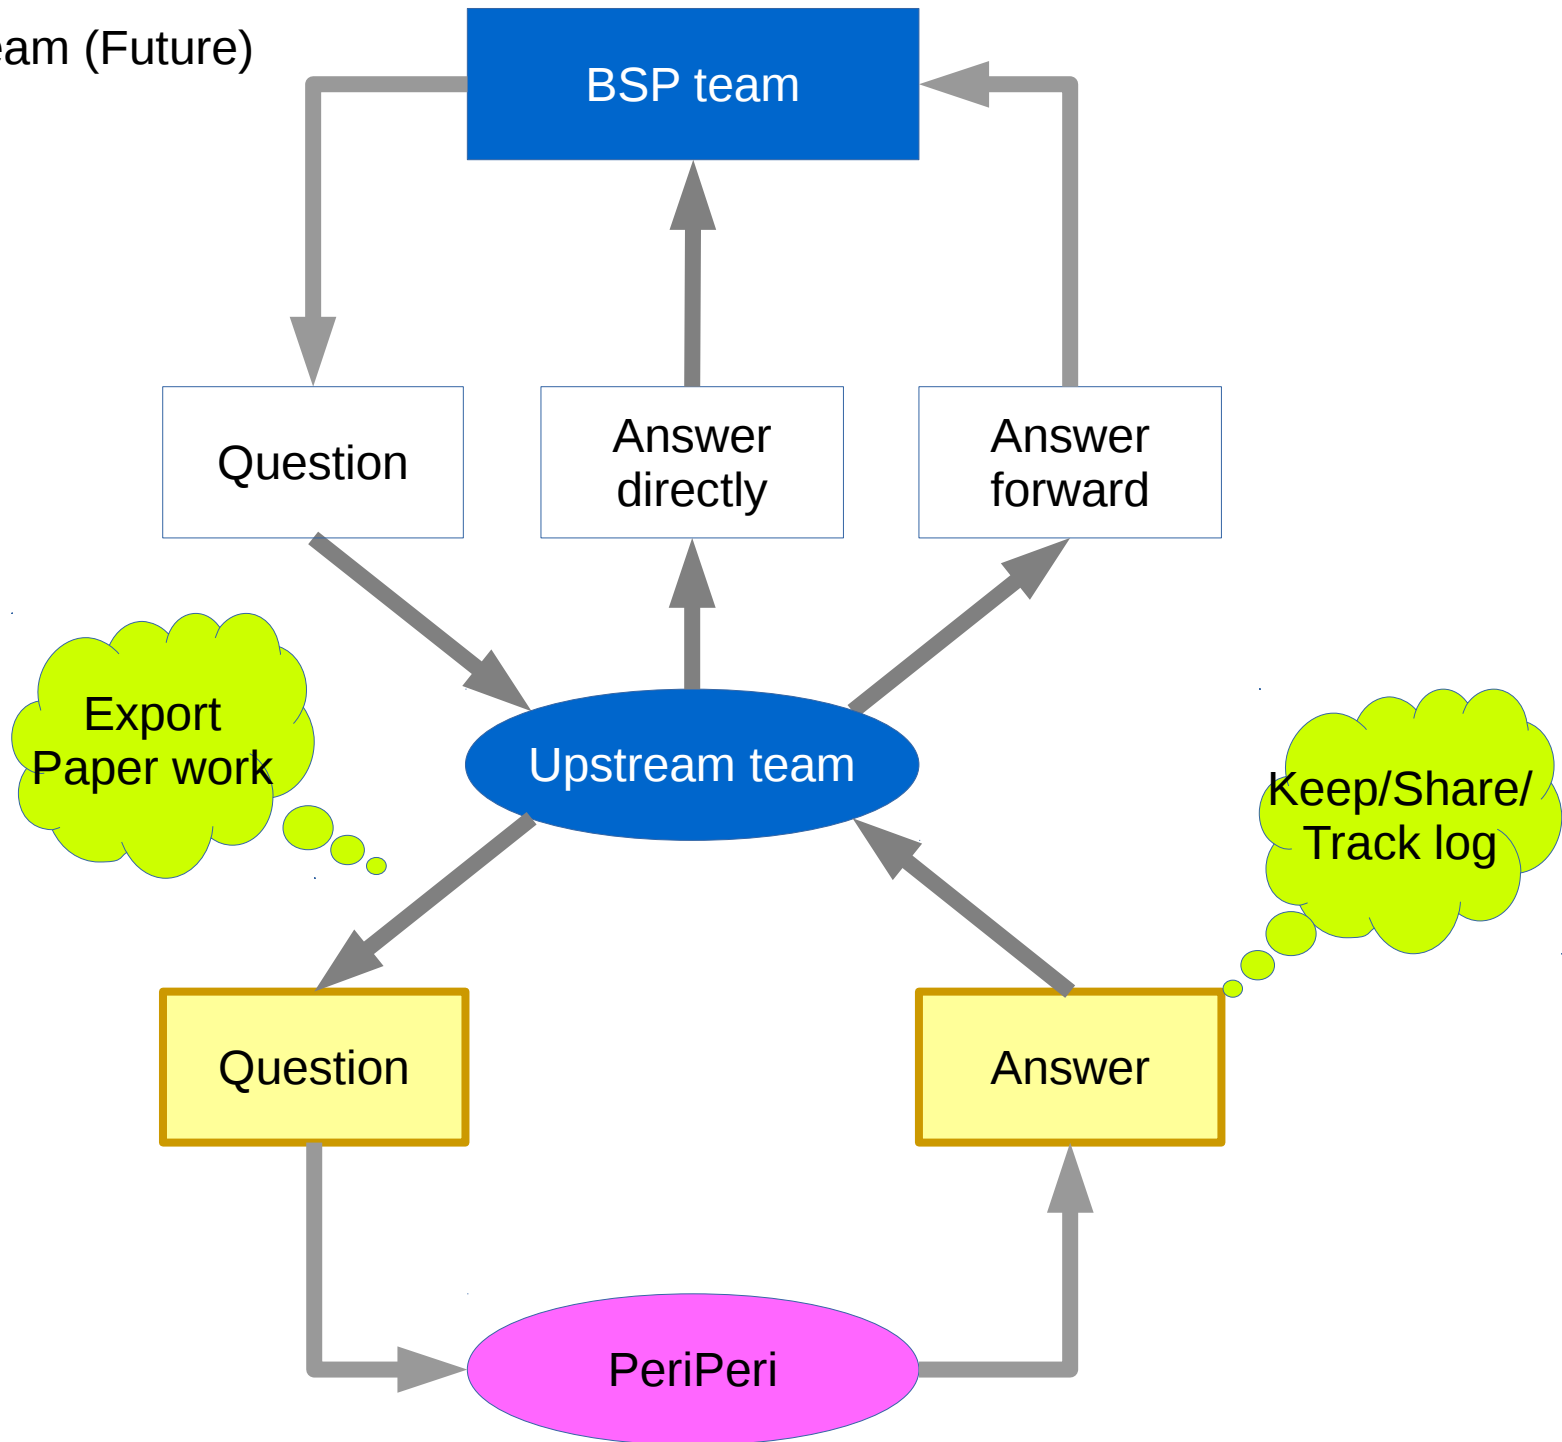 (Future)
BSP team
Question
Answer
directly
Answer
forward
Export
Paper work
Upstream team
Keep/Share/
Track log
Question
Answer
PeriPeri